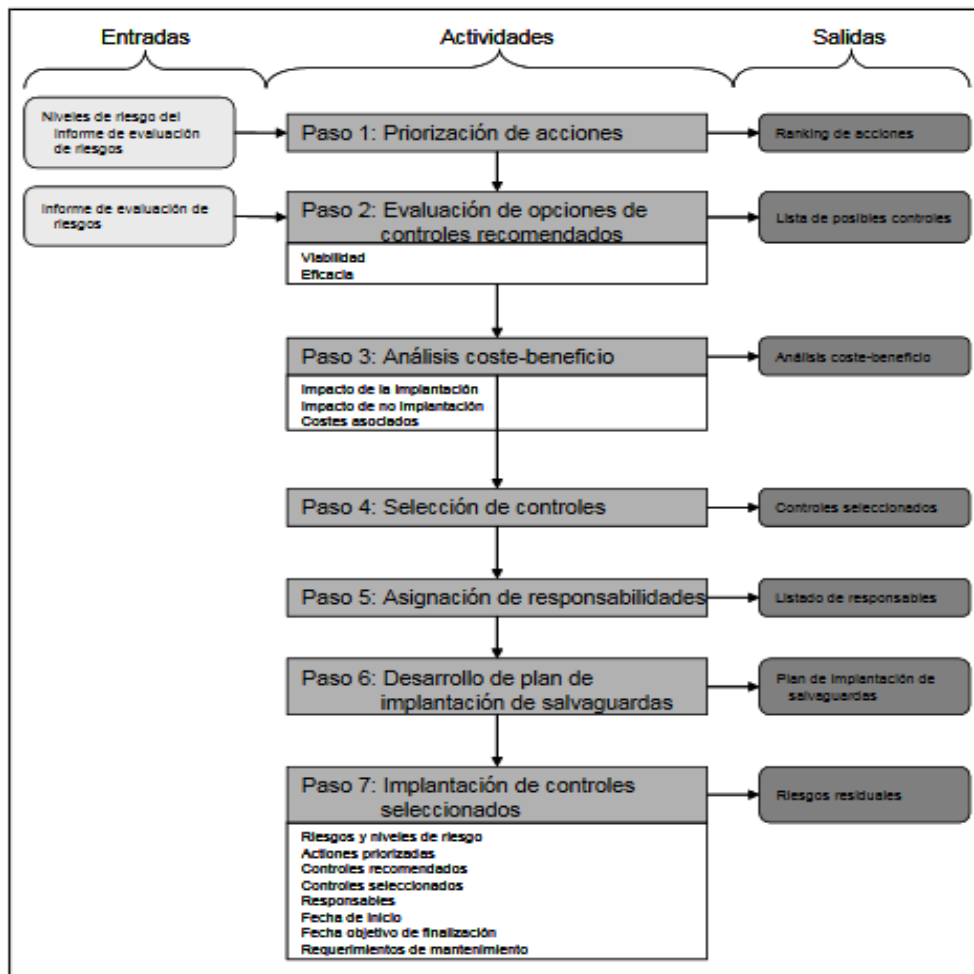 Entradas
Actividades
Salidas
Niveles de riesgo del
informe de evaluación
de riesgos
Paso 1: Priorización de acciones
Ranking de acciones
Informe de evaluación de
riesgos
Paso 2: Evaluación de opciones de
controles recomendados
Viabilidad
Eficacia
Lista de posibles controles
Paso 3: Análisis coste-beneficio
Impacto de la implantación
Impacto de no implantación
Costes asociados
Análisis coste-beneficio
Paso 4: Selección de controles
Controles seleccionados
Paso 5: Asignación de responsabilidades
Listado de responsables
Paso 6: Desarrollo de plan de
implantación de salvaguardas
Plan de implantación de
salvaguardas
Paso 7: Implantación de controles
seleccionados
Riesgos y niveles de riesgo
Actiones priorizadas
Controles recomendados
Controles seleccionados
Responsables
Fecha de inicio
Fecha objetivo de finalización
Requerimientos de mantenimiento
Riesgos residuales